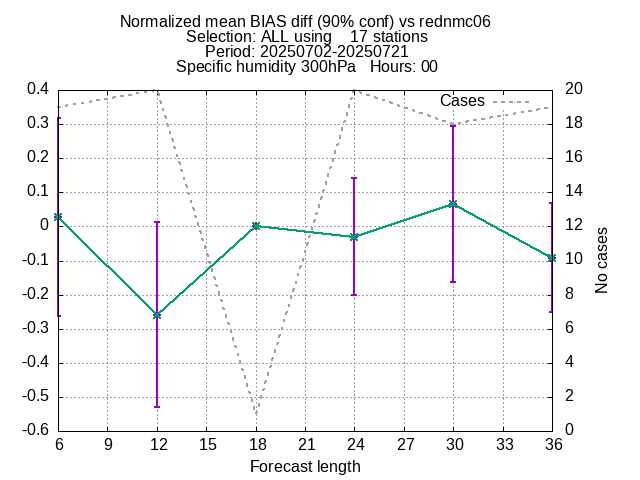 Normalized mean BIAS diff (90% conf) vs rednmc06
Selection: ALL using    17 stations
Period: 20250702-20250721
Specific humidity 300hPa   Hours: 00
Cases
0.4
0.3
0.2
0.1
0
-0.1
-0.2
-0.3
-0.4
-0.5
-0.6
20
18
16
14
12
10
8
6
4
2
0
No cases
6 9 12 15 18 21 24 27 30 33 36
Forecast length